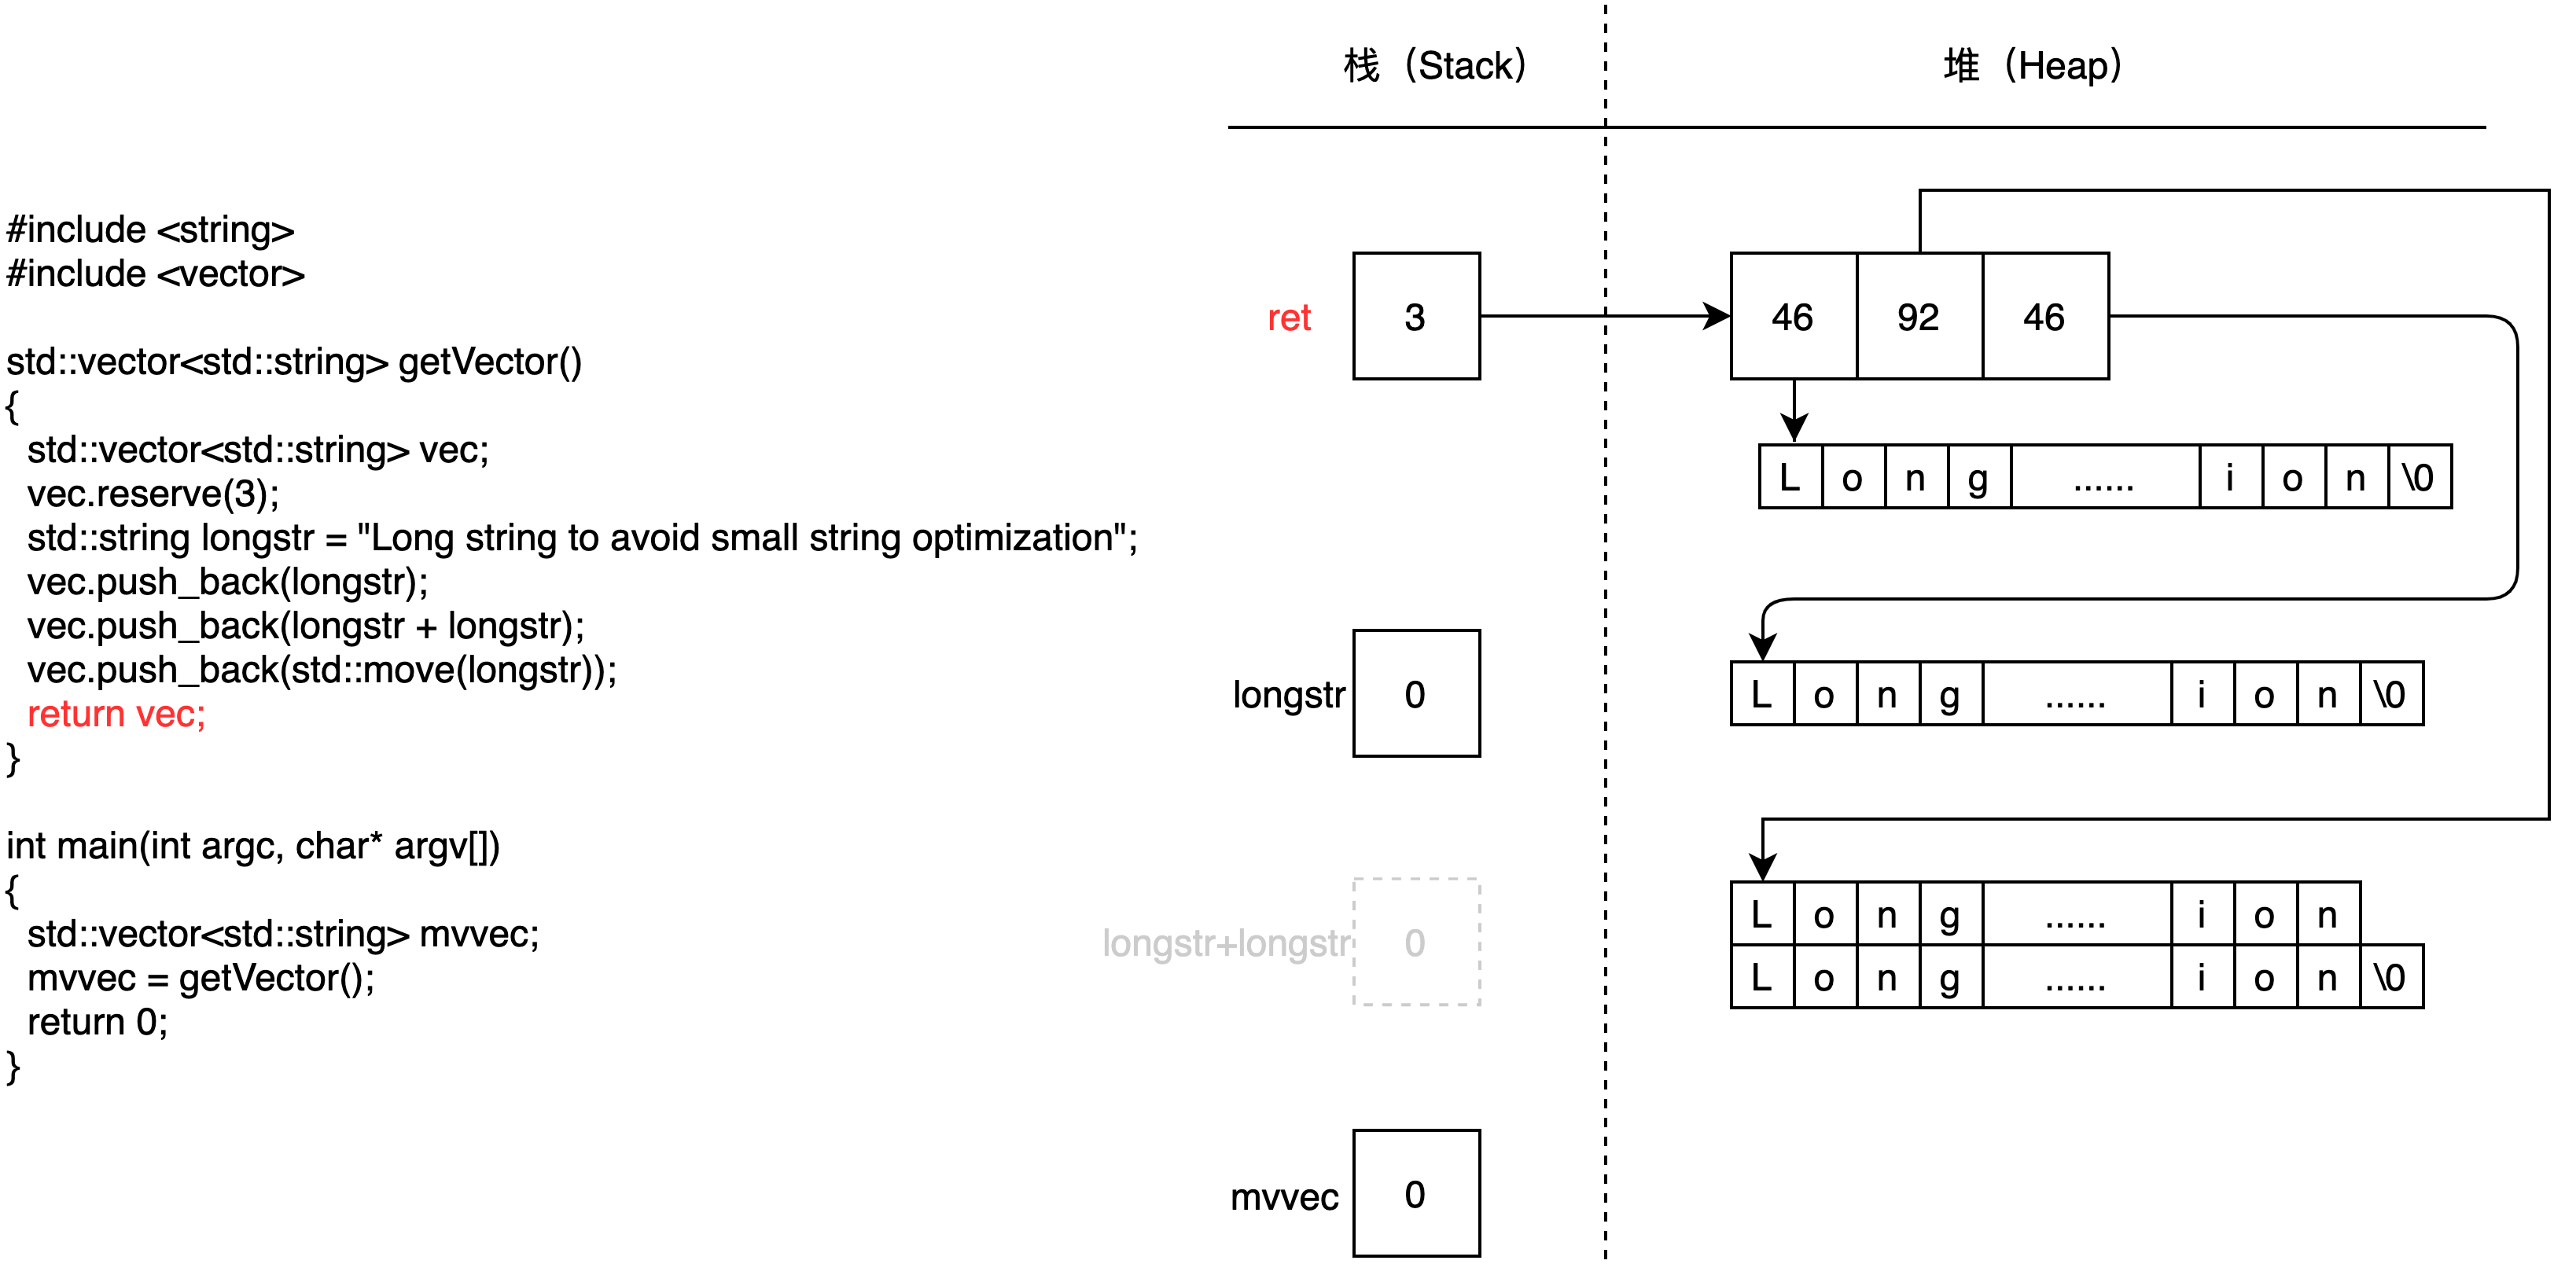 栈（Stack）
堆（Heap）
#include <string>
#include <vector>
std::vector<std::string> getVector()
{
std::vector<std::string> vec;
vec.reserve(3);
std::string longstr = "Long string to avoid small string optimization";
vec.push_back(longstr);
vec.push_back(longstr + longstr);
vec.push_back(std::move(longstr));
return vec;
}
int main(int argc, char* argv[])
{
std::vector<std::string> mvvec;
mvvec = getVector();
return 0;
}
ret
3
46 92 46
L o n g ...... i o n \0
longstr
0
L o n g ...... i o n \0
longstr+longstr
0
L o n g ...... i o n
L o n g ...... i o n \0
mvvec
0